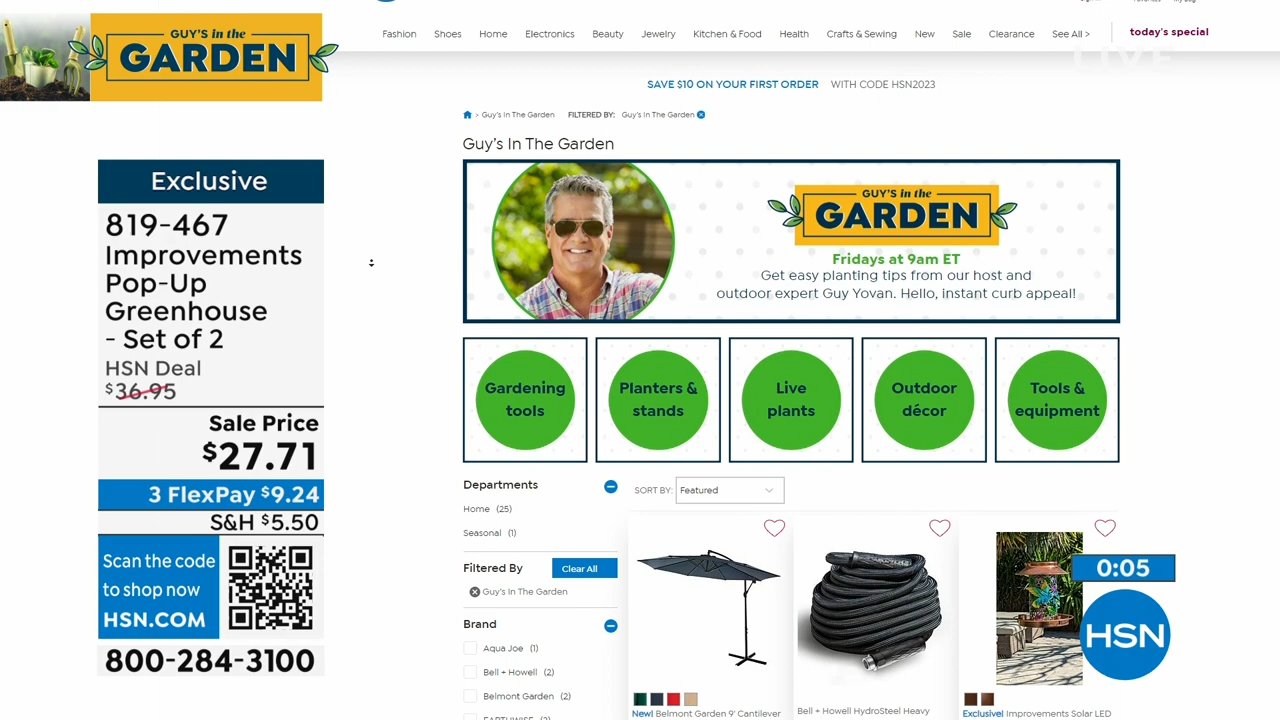 GUY'S in the
GARDEN
Fashion Shoes Home Electronics Beauty Jewelry Kitchen & Food Health Crafts & Sewing New Sale Clearance See All > today's special
LIVE
SAVE $10 ON YOUR FIRST ORDER WITH CODE HSN2023
> Guy's In The Garden FILTERED BY: Guy's In The Garden
Guy's In The Garden
GUY'S in the
GARDEN
Fridays at 9am ET
Get easy planting tips from our host and
outdoor expert Guy Yovan. Hello, instant curb appeal!
Exclusive
819-467
Improvements
Pop-Up
Greenhouse
- Set of 2
HSN Deal
$36.95
Sale Price
$27.71
3 FlexPay $9.24
S&H $5.50
Scan the code
to shop now
HSN.COM
800-284-3100
Gardening
tools
Planters &
stands
Live
plants
Outdoor
décor
Tools &
equipment
Departments
Home (25)
Seasonal (1)
Filtered By Clear All
Guy's In The Garden
Brand
Aqua Joe (1)
Bell + Howell (2)
Belmont Garden (2)
SORT BY: Featured
New! Belmont Garden 9' Cantilever
Bell + Howell HydroSteel Heavy
Exclusive! Improvements Solar LED
0:05
HSN